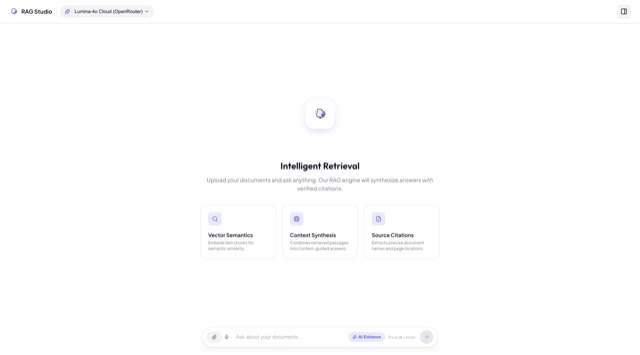 RAG Studio
Lumina-4o Cloud (OpenRouter)
Intelligent Retrieval
Upload your documents and ask anything. Our RAG engine will synthesize answers with
verified citations.
Vector Semantics
Embeds text chunks for
semantic similarity.
Context Synthesis
Combines retrieved passages
into context-guided answers.
Source Citations
Extracts precise document
names and page locations.
Ask about your documents...
AI Enhance
Press ⌘ + Enter